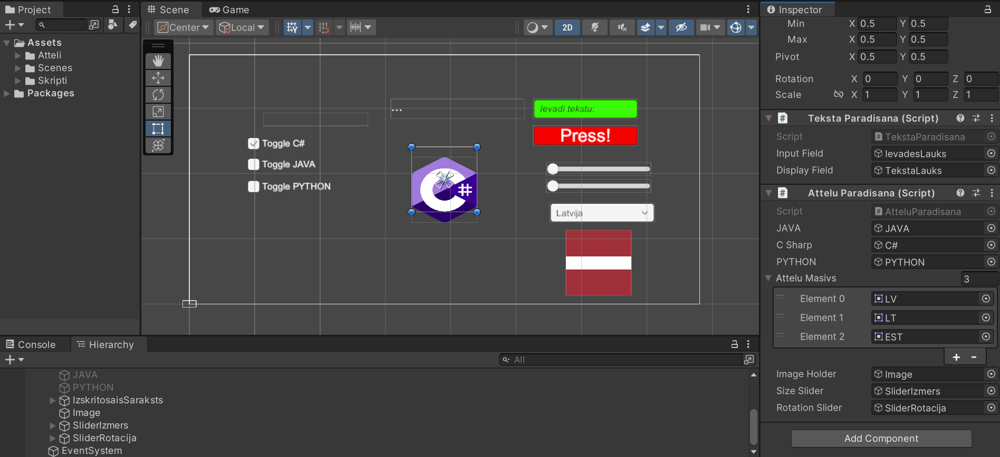 Project
Assets
Atteli
Scenes
Skripti
Packages
Scene
Game
Center
Local
2D
...
Ievadi tekstu:
Press!
Toggle C#
Toggle JAVA
Toggle PYTHON
#
Latvija
Console
Hierarchy
All
JAVA
PYTHON
IzskritosaisSaraksts
Image
SliderIzmers
SliderRotacija
EventSystem
Inspector
Min X 0.5 Y 0.5
Max X 0.5 Y 0.5
Pivot X 0.5 Y 0.5
Rotation X 0 Y 0 Z 0
Scale X 1 Y 1 Z 1
# Teksta Paradisana (Script)
Script # TekstaParadisana
Input Field IevadesLauks
Display Field TekstaLauks
# Attelu Paradisana (Script)
Script # AtteluParadisana
JAVA JAVA
C Sharp C#
PYTHON PYTHON
Attelu Masivs 3
Element 0 LV
Element 1 LT
Element 2 EST
+ -
Image Holder Image
Size Slider SliderIzmers
Rotation Slider SliderRotacija
Add Component